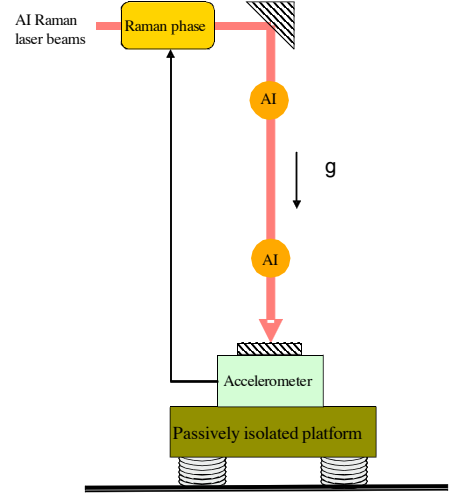 AI Raman
laser beams
Raman phase
AI
g
AI
Accelerometer
Passively isolated platform